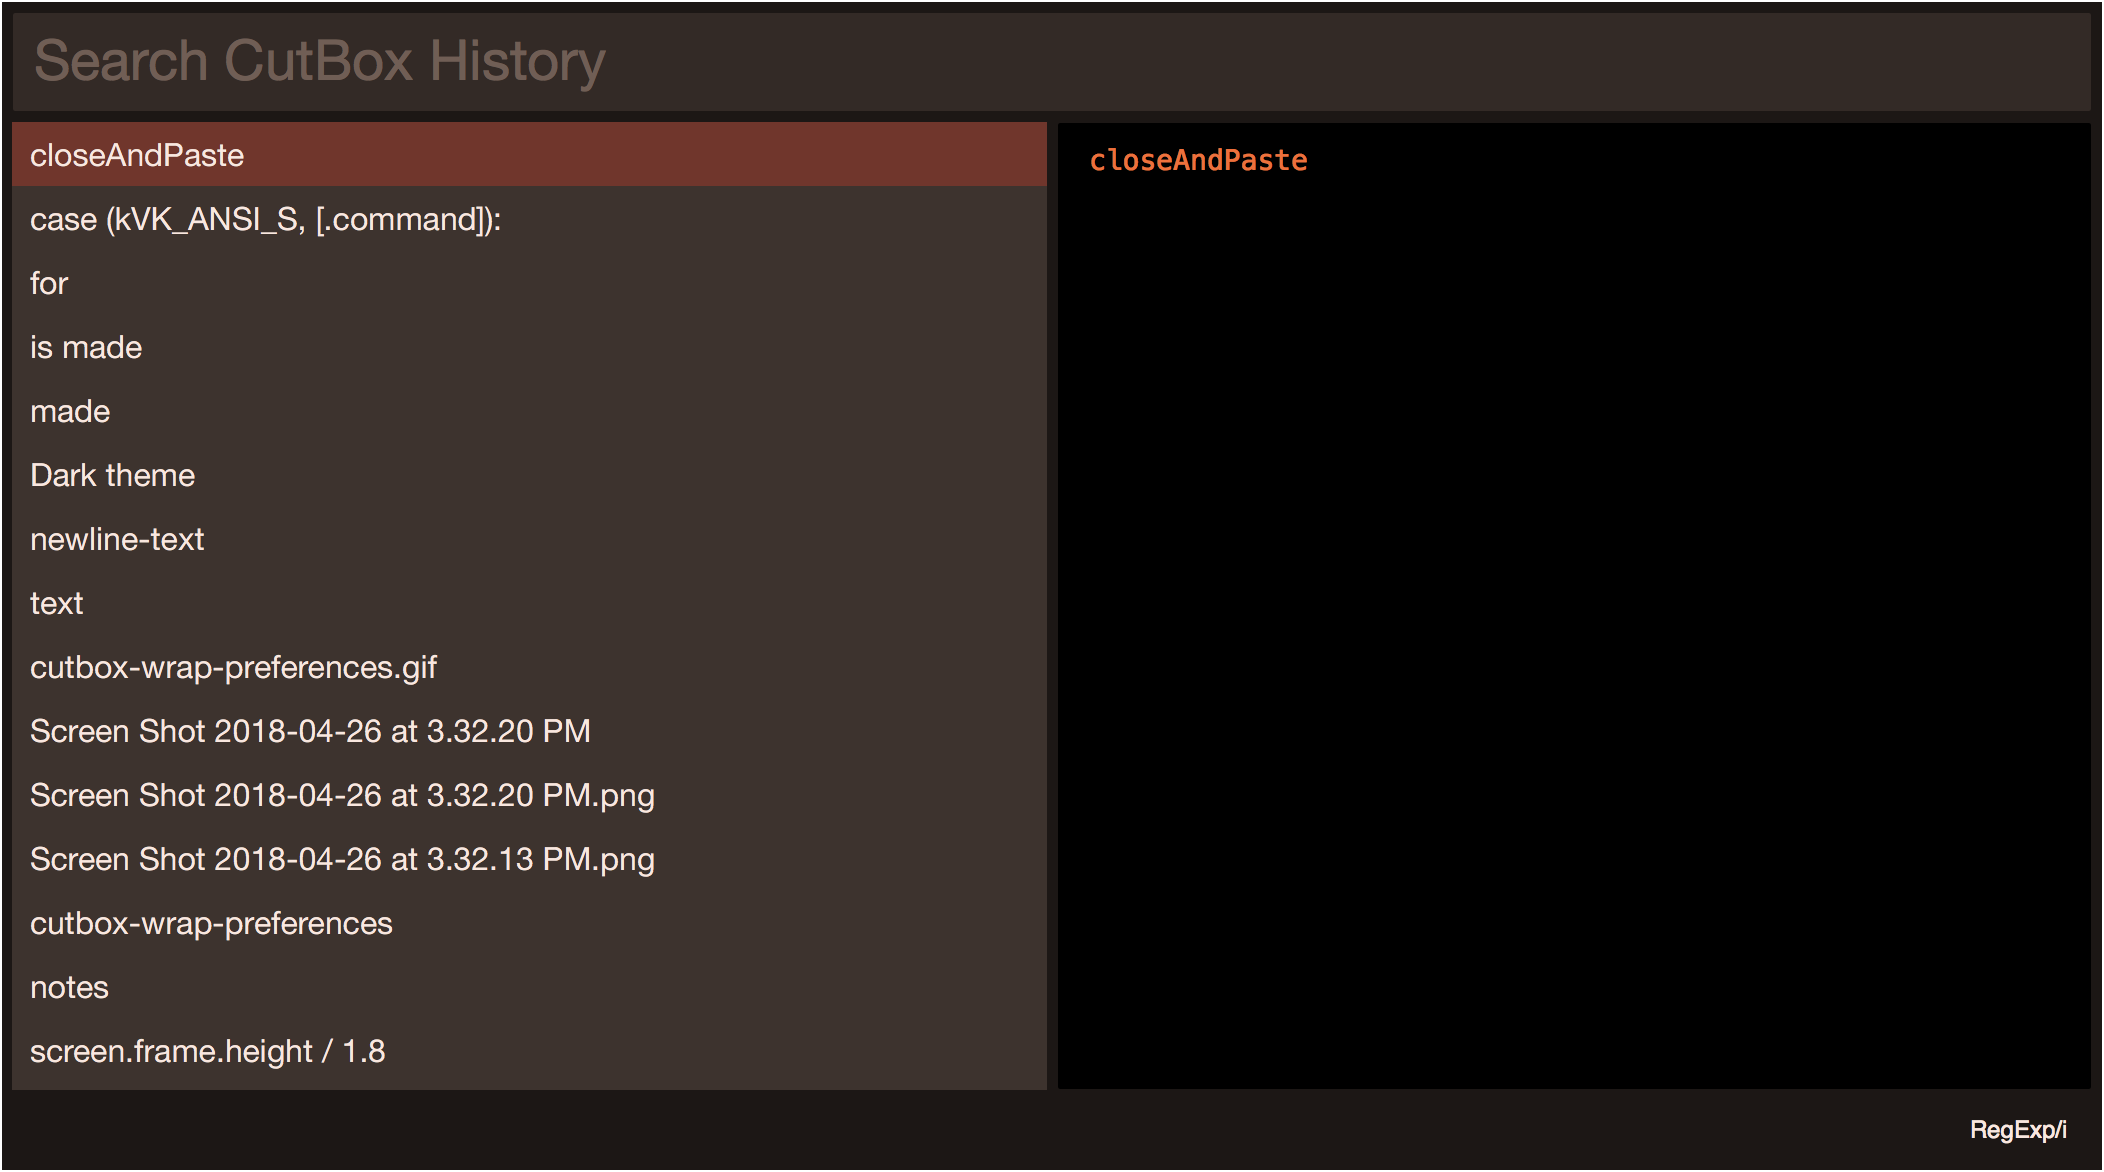 Search CutBox History
closeAndPaste
case (kVK_ANSI_S, [.command]):
for
is made
made
Dark theme
newline-text
text
cutbox-wrap-preferences.gif
Screen Shot 2018-04-26 at 3.32.20 PM
Screen Shot 2018-04-26 at 3.32.20 PM.png
Screen Shot 2018-04-26 at 3.32.13 PM.png
cutbox-wrap-preferences
notes
screen.frame.height / 1.8
closeAndPaste
RegExp/i